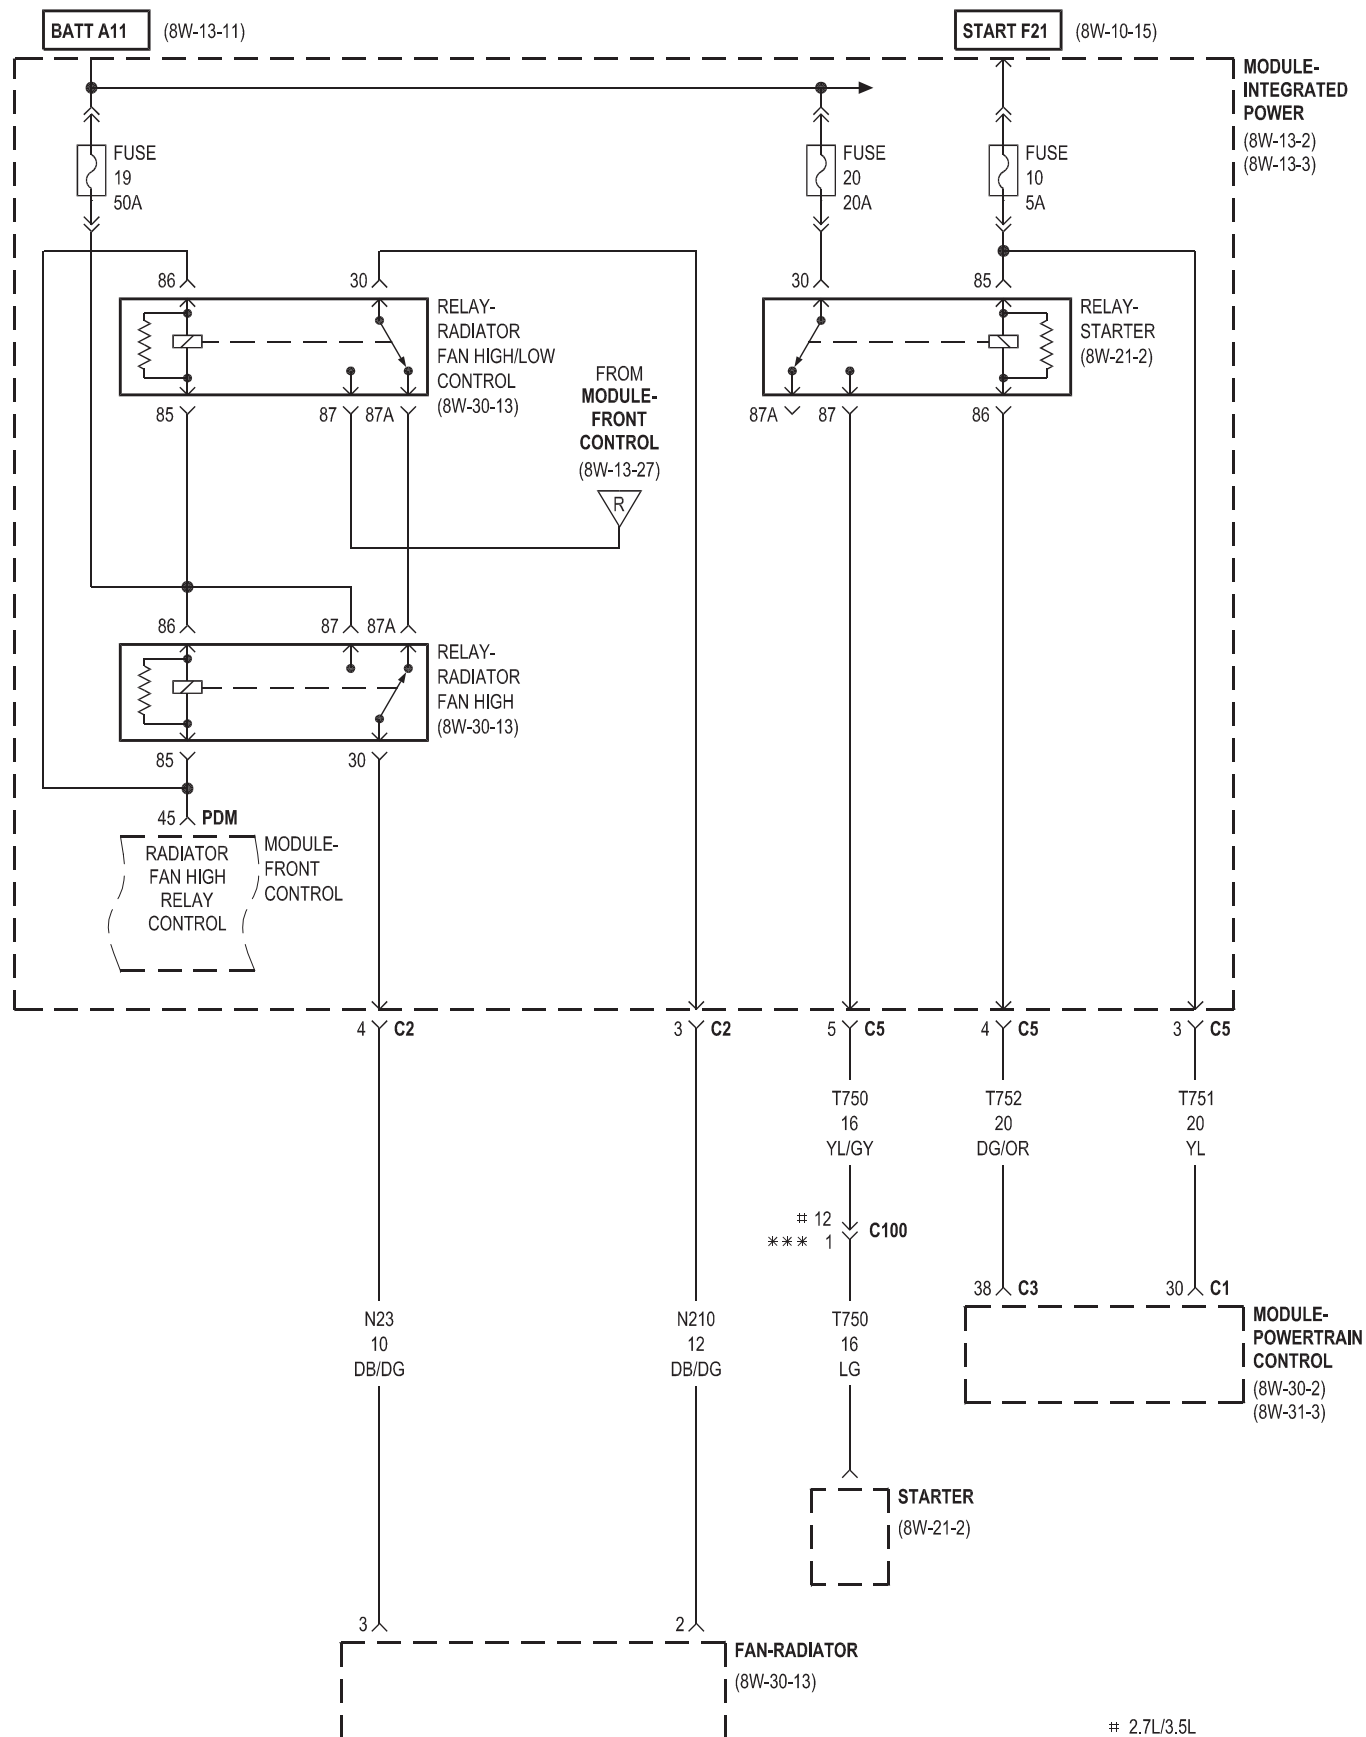 BATT A11 (8W-13-11)
START F21 (8W-10-15)
MODULE-
INTEGRATED
POWER
(8W-13-2)
(8W-13-3)
FUSE
19
50A
FUSE
20
20A
FUSE
10
5A
86
30
RELAY-
RADIATOR
FAN HIGH/LOW
CONTROL
(8W-30-13)
85
87
87A
FROM
MODULE-
FRONT
CONTROL
(8W-13-27)
R
30
85
RELAY-
STARTER
(8W-21-2)
87A
87
86
86
87
87A
RELAY-
RADIATOR
FAN HIGH
(8W-30-13)
85
30
45 PDM
RADIATOR
FAN HIGH
RELAY
CONTROL
MODULE-
FRONT
CONTROL
4 C2
3 C2
5 C5
4 C5
3 C5
T750
16
YL/GY
T752
20
DG/OR
T751
20
YL
# 12
*** 1
C100
38 C3
30 C1
MODULE-
POWERTRAIN
CONTROL
(8W-30-2)
(8W-31-3)
N23
10
DB/DG
N210
12
DB/DG
T750
16
LG
STARTER
(8W-21-2)
3
2
FAN-RADIATOR
(8W-30-13)
# 2.7L/3.5L